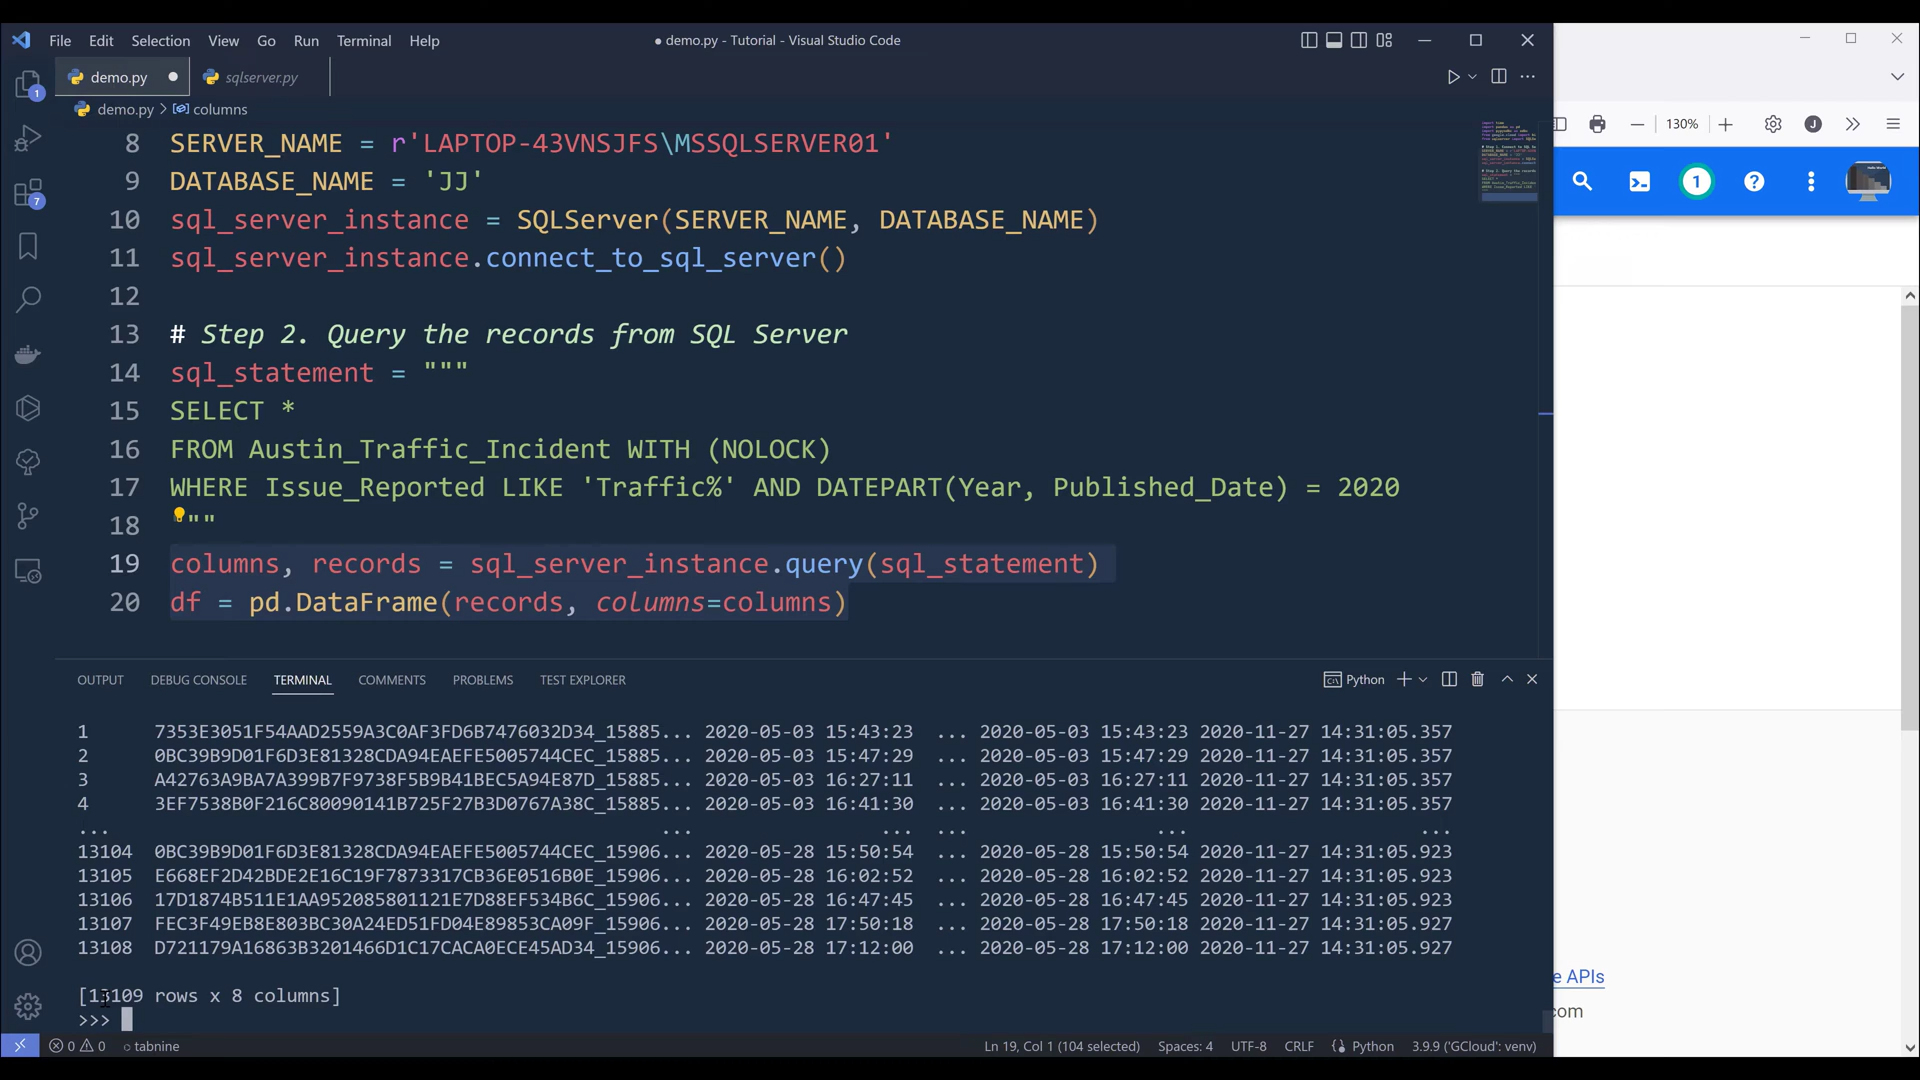 File Edit Selection View Go Run Terminal Help
● demo.py - Tutorial - Visual Studio Code
demo.py ● sqlserver.py
demo.py > columns
8 SERVER_NAME = r'LAPTOP-43VNSJFS\MSSQLSERVER01'
9 DATABASE_NAME = 'JJ'
10 sql_server_instance = SQLServer(SERVER_NAME, DATABASE_NAME)
11 sql_server_instance.connect_to_sql_server()
12
13 # Step 2. Query the records from SQL Server
14 sql_statement = """
15 SELECT *
16 FROM Austin_Traffic_Incident WITH (NOLOCK)
17 WHERE Issue_Reported LIKE 'Traffic%' AND DATEPART(Year, Published_Date) = 2020
18 """
19 columns, records = sql_server_instance.query(sql_statement)
20 df = pd.DataFrame(records, columns=columns)
OUTPUT DEBUG CONSOLE TERMINAL COMMENTS PROBLEMS TEST EXPLORER
Python
1 7353E3051F54AAD2559A3C0AF3FD6B7476032D34_15885... 2020-05-03 15:43:23 ... 2020-05-03 15:43:23 2020-11-27 14:31:05.357
2 0BC39B9D01F6D3E81328CDA94EAEFE5005744CEC_15885... 2020-05-03 15:47:29 ... 2020-05-03 15:47:29 2020-11-27 14:31:05.357
3 A42763A9BA7A399B7F9738F5B9B41BEC5A94E87D_15885... 2020-05-03 16:27:11 ... 2020-05-03 16:27:11 2020-11-27 14:31:05.357
4 3EF7538B0F216C80090141B725F27B3D0767A38C_15885... 2020-05-03 16:41:30 ... 2020-05-03 16:41:30 2020-11-27 14:31:05.357
... ... ... ... ... ...
13104 0BC39B9D01F6D3E81328CDA94EAEFE5005744CEC_15906... 2020-05-28 15:50:54 ... 2020-05-28 15:50:54 2020-11-27 14:31:05.923
13105 E668EF2D42BDE2E16C19F7873317CB36E0516B0E_15906... 2020-05-28 16:02:52 ... 2020-05-28 16:02:52 2020-11-27 14:31:05.923
13106 17D1874B511E1AA952085801121E7D88EF534B6C_15906... 2020-05-28 16:47:45 ... 2020-05-28 16:47:45 2020-11-27 14:31:05.923
13107 FEC3F49EB8E803BC30A24ED51FD04E89853CA09F_15906... 2020-05-28 17:50:18 ... 2020-05-28 17:50:18 2020-11-27 14:31:05.927
13108 D721179A16863B3201466D1C17CACA0ECE45AD34_15906... 2020-05-28 17:12:00 ... 2020-05-28 17:12:00 2020-11-27 14:31:05.927
[13109 rows x 8 columns]
>>>
0 0 tabnine Ln 19, Col 1 (104 selected) Spaces: 4 UTF-8 CRLF Python 3.9.9 ('GCloud': venv)
1
7
130%
J
1
e APIs
com